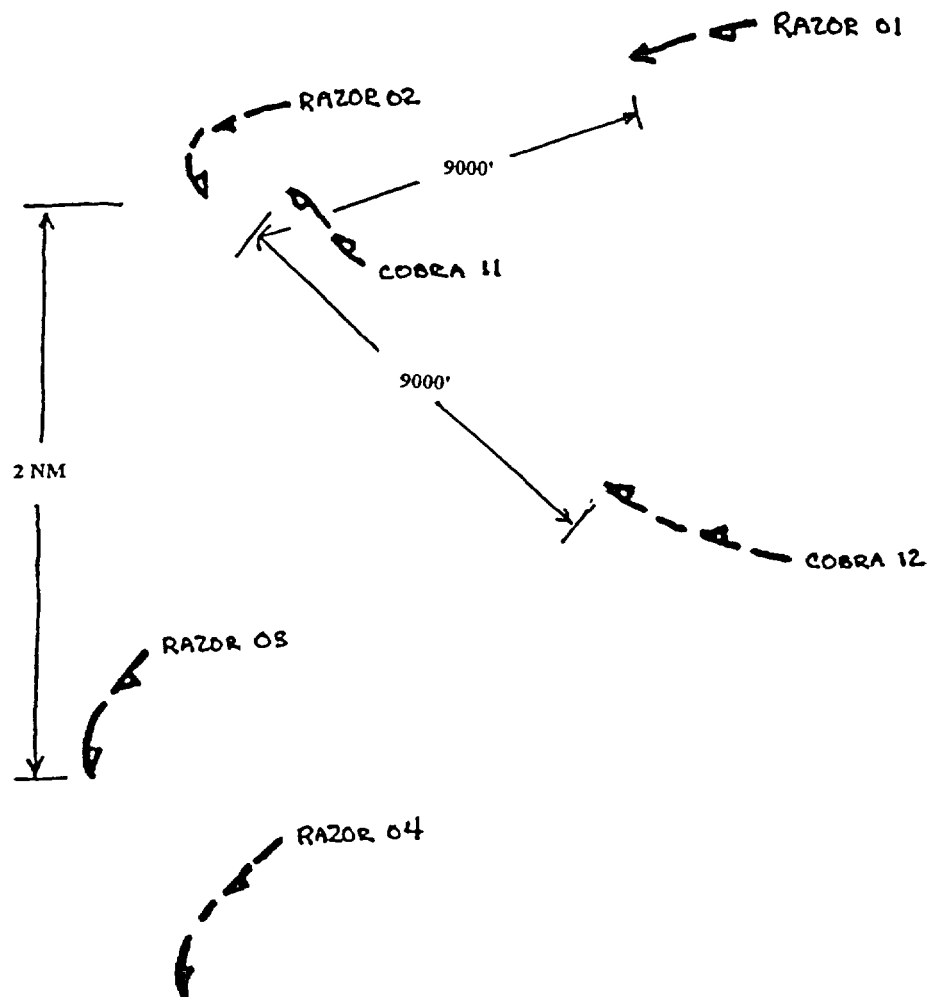 RAZOR 01
RAZOR 02
9000'
COBRA 11
9000'
2 NM
COBRA 12
RAZOR 03
RAZOR 04